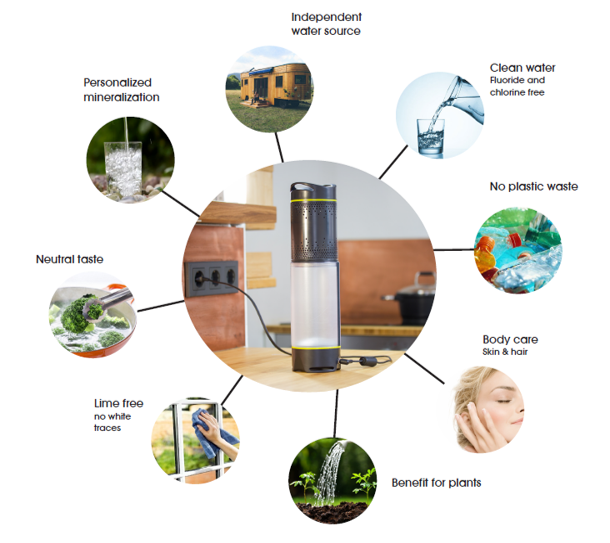 Independent
water source
Clean water
Fluoride and
chlorine free
Personalized
mineralization
No plastic waste
Neutral taste
Body care
Skin & hair
Lime free
no white
traces
Benefit for plants